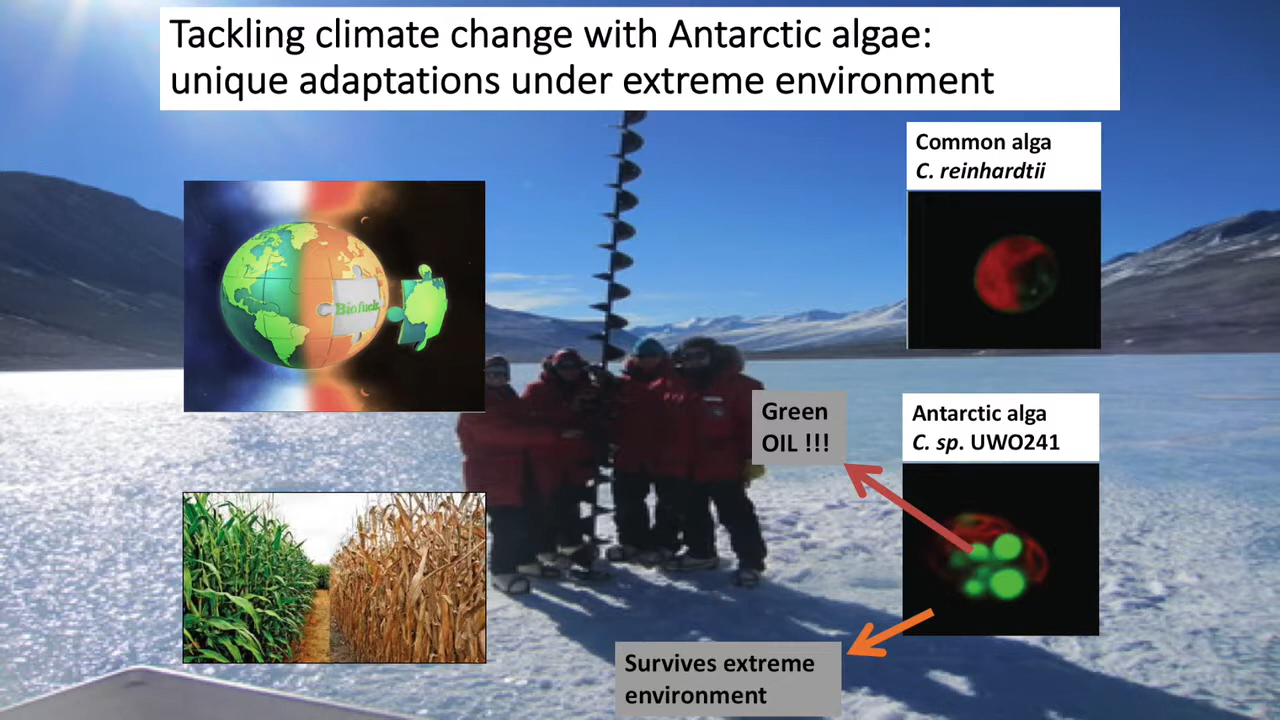 Tackling climate change with Antarctic algae:
unique adaptations under extreme environment
Common alga
C. reinhardtii
Biofuels
Green
OIL !!!
Antarctic alga
C. sp. UWO241
Survives extreme
environment